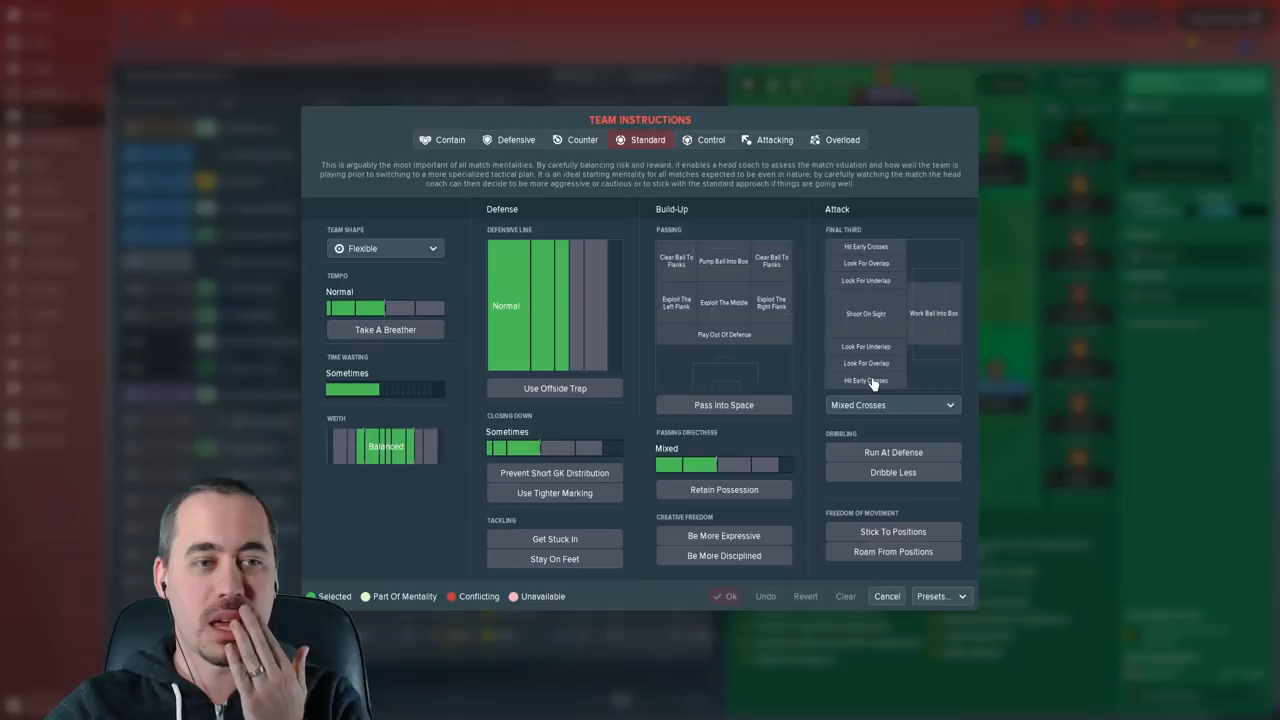 TEAM INSTRUCTIONS
Contain
Defensive
Counter
Standard
Control
Attacking
Overload
This is arguably the most important of all match mentalities. By carefully balancing risk and reward, it enables a head coach to assess the match situation and how well the team is
playing prior to switching to a more specialized tactical plan. It is an ideal starting mentality for all matches expected to be even in nature, by carefully watching the match the head
coach can then decide to be more aggressive or cautious or to stick with the standard approach if things are going well.
TEAM SHAPE
Flexible
TEMPO
Normal
Take A Breather
TIME WASTING
Sometimes
WIDTH
Balanced
Defense
DEFENSIVE LINE
Normal
Use Offside Trap
CLOSING DOWN
Sometimes
Prevent Short GK Distribution
Use Tighter Marking
TACKLING
Get Stuck In
Stay On Feet
Build-Up
PASSING
Clear Ball To
Flanks
Pump Ball Into Box
Clear Ball To
Flanks
Exploit The
Left Flank
Exploit The Middle
Exploit The
Right Flank
Play Out Of Defense
Pass Into Space
PASSING DIRECTNESS
Mixed
Retain Possession
CREATIVE FREEDOM
Be More Expressive
Be More Disciplined
Attack
FINAL THIRD
Hit Early Crosses
Look For Overlap
Look For Underlap
Shoot On Sight
Work Ball Into Box
Look For Underlap
Look For Overlap
Hit Early Crosses
Mixed Crosses
DRIBBLING
Run At Defense
Dribble Less
FREEDOM OF MOVEMENT
Stick To Positions
Roam From Positions
Selected
Part Of Mentality
Conflicting
Unavailable
Ok
Undo
Revert
Clear
Cancel
Presets...